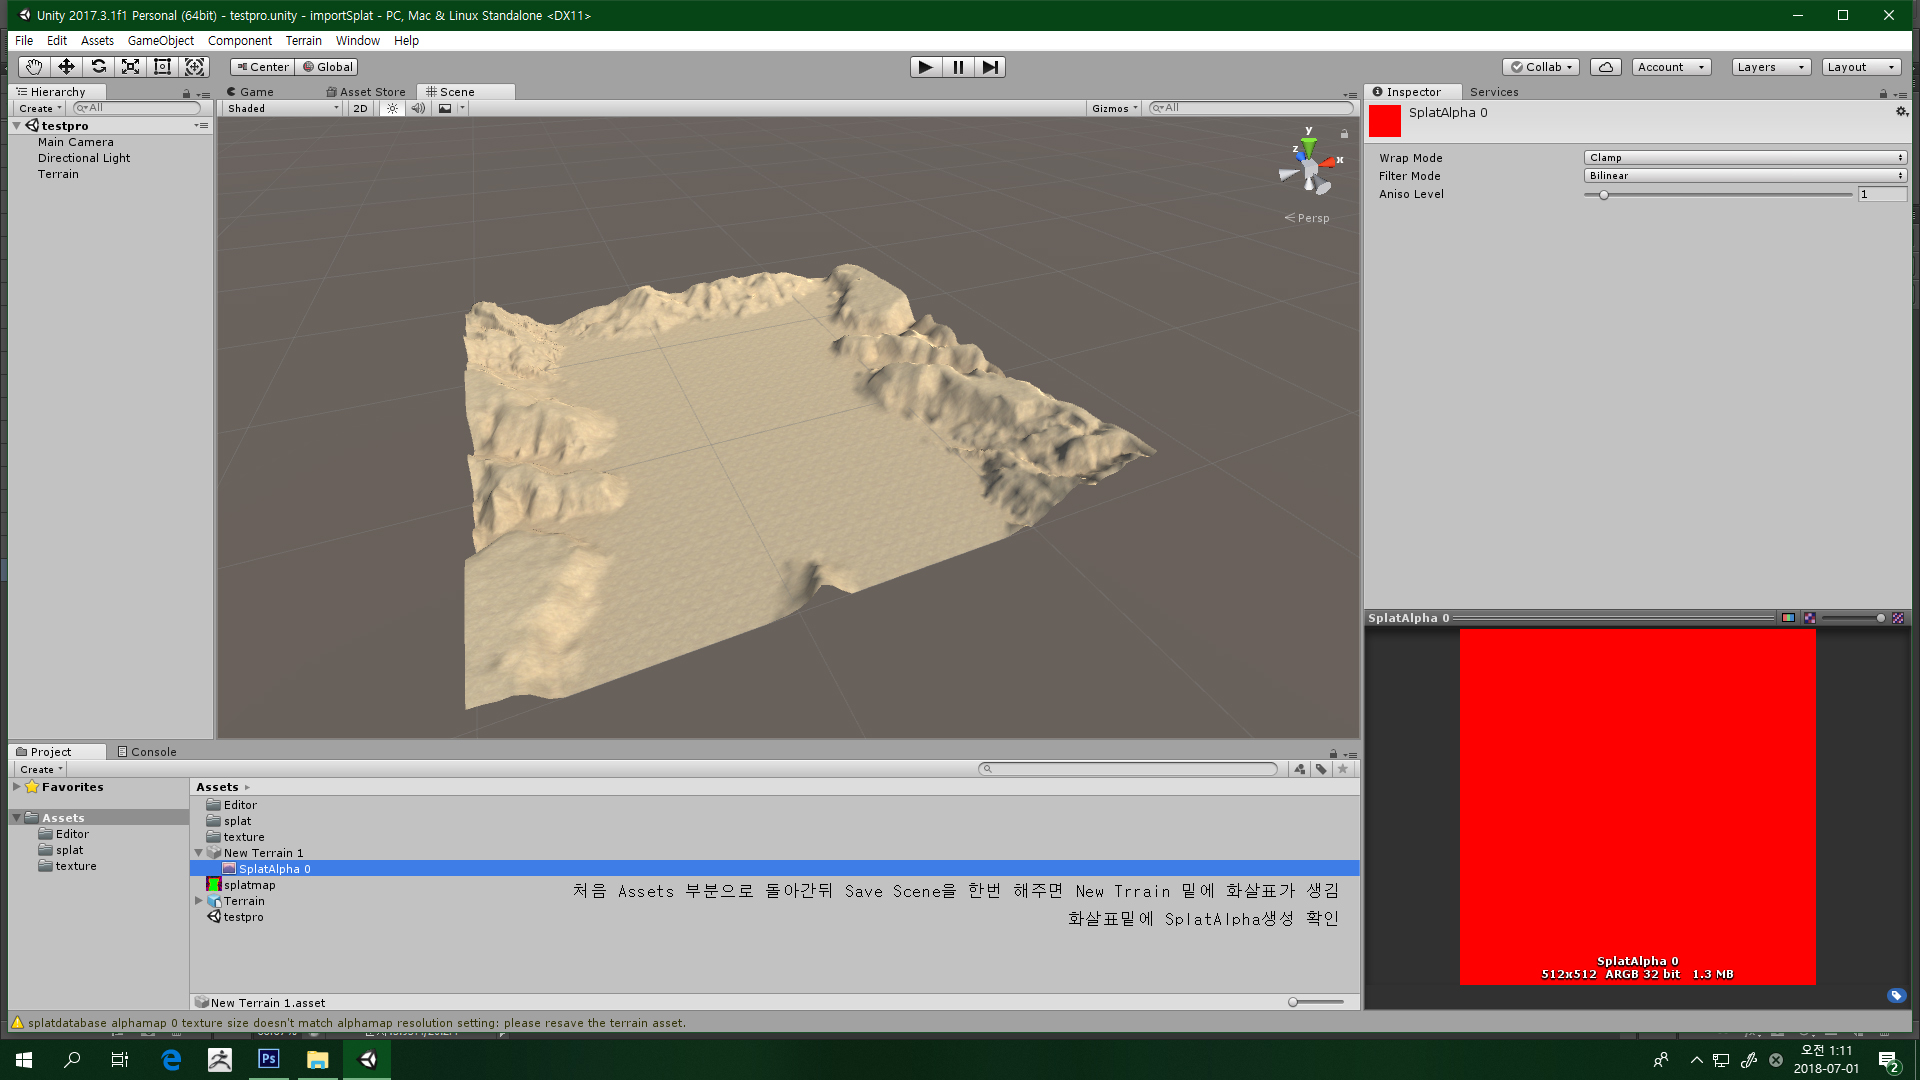 Unity 2017.3.1f1 Personal (64bit) - testpro.unity - importSplat - PC, Mac & Linux Standalone <DX11>
File Edit Assets GameObject Component Terrain Window Help
Center Global
Collab Account Layers Layout
Hierarchy
Create All
testpro
Main Camera
Directional Light
Terrain
Game Asset Store Scene
Shaded 2D Gizmos All
y
z
x
Persp
Inspector Services
SplatAlpha 0
Wrap Mode Clamp
Filter Mode Bilinear
Aniso Level 1
SplatAlpha 0
SplatAlpha 0
512x512 ARGB 32 bit 1.3 MB
Project Console
Create
Favorites
Assets
Editor
splat
texture
Assets
Editor
splat
texture
New Terrain 1
SplatAlpha 0
splatmap
Terrain
testpro
처음 Assets 부분으로 돌아간뒤 Save Scene을 한번 해주면 New Trrain 밑에 화살표가 생김
화살표밑에 SplatAlpha생성 확인
New Terrain 1.asset
splatdatabase alphamap 0 texture size doesn't match alphamap resolution setting: please resave the terrain asset.
Ps
오전 1:11
2018-07-01
2